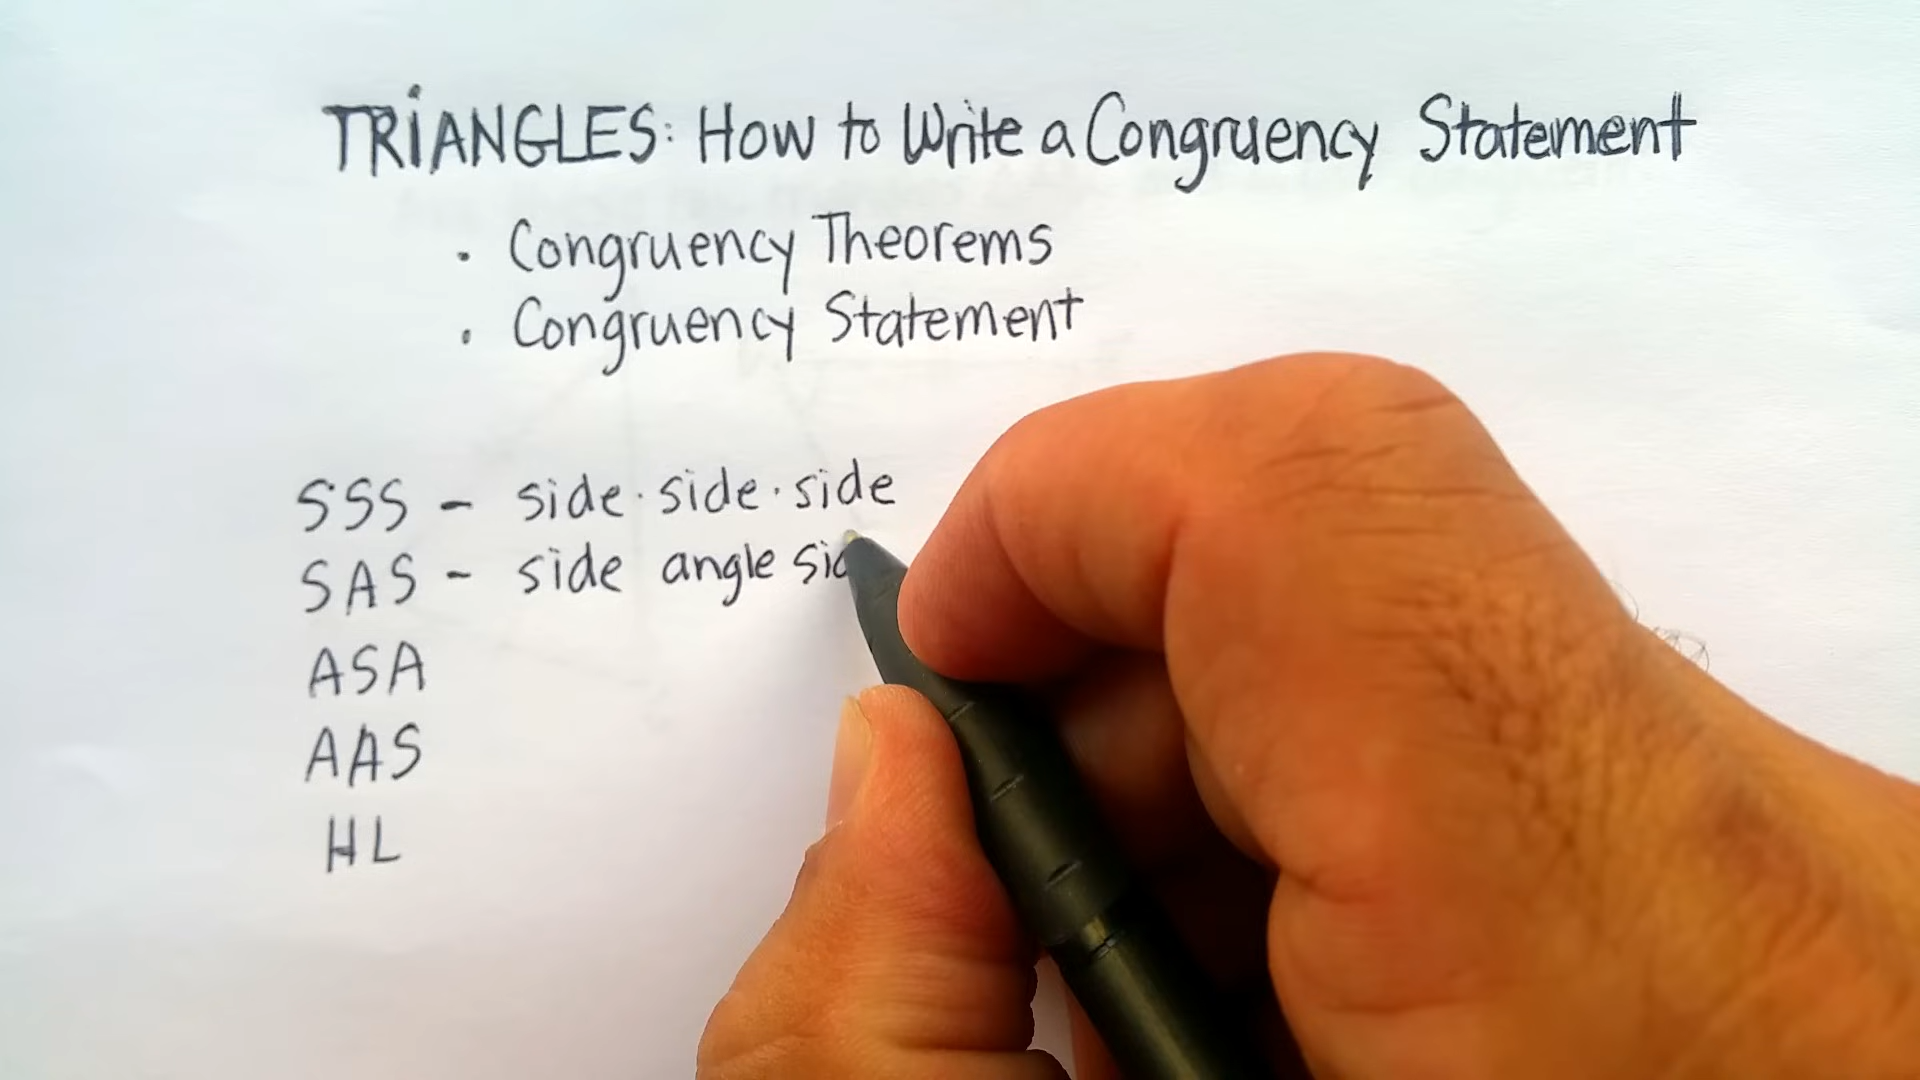 TRiANGLES: How to Write a Congruency Statement
· Congruency Theorems
· Congruency Statement
SSS - side · side · side
SAS - side angle sid
ASA
AAS
HL